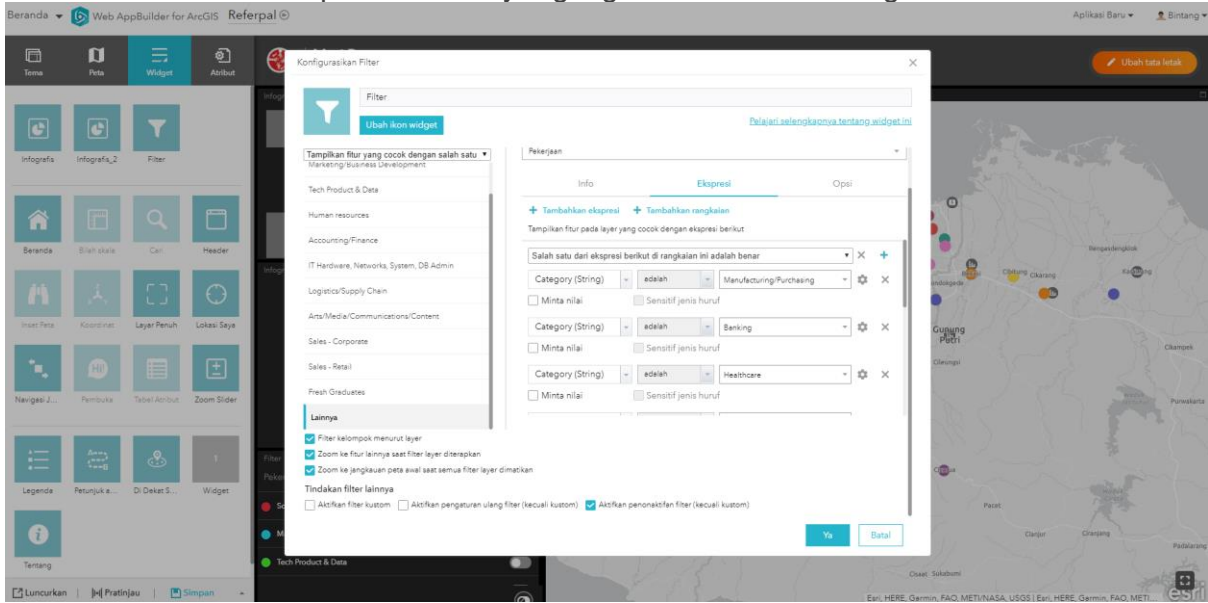 Beranda
Web AppBuilder for ArcGIS
Referpal
Aplikasi Baru
Bintang
Tema
Peta
Widget
Atribut
Ubah tata letak
Infografis
Infografis_2
Filter
Beranda
Bilah skala
Cari
Header
Inset Peta
Koordinat
Layar Penuh
Lokasi Saya
Navigasi J...
Pembuka
Tabel Atribut
Zoom Slider
Legenda
Petunjuk a...
Di Dekat S...
Widget
Tentang
Luncurkan
Pratinjau
Simpan
Konfigurasikan Filter
Filter
Ubah ikon widget
Pelajari selengkapnya tentang widget ini
Tampilkan fitur yang cocok dengan salah satu
Marketing/Business Development
Tech Product & Data
Human resources
Accounting/Finance
IT Hardware, Networks, System, DB Admin
Logistics/Supply Chain
Arts/Media/Communications/Content
Sales - Corporate
Sales - Retail
Fresh Graduates
Lainnya
Pekerjaan
Info
Ekspresi
Opsi
+ Tambahkan ekspresi
+ Tambahkan rangkaian
Tampilkan fitur pada layer yang cocok dengan ekspresi berikut
Salah satu dari ekspresi berikut di rangkaian ini adalah benar
Category (String)
adalah
Manufacturing/Purchasing
Minta nilai
Sensitif jenis huruf
Category (String)
adalah
Banking
Minta nilai
Sensitif jenis huruf
Category (String)
adalah
Healthcare
Minta nilai
Sensitif jenis huruf
Filter kelompok menurut layer
Zoom ke fitur lainnya saat filter layer diterapkan
Zoom ke jangkauan peta awal saat semua filter layer dimatikan
Tindakan filter lainnya
Aktifkan filter kustom
Aktifkan pengaturan ulang filter (kecuali kustom)
Aktifkan penonaktifan filter (kecuali kustom)
Ya
Batal
Tech Product & Data
Rengasdengklok
Cibitung
Cikarang
Gunung
Putri
Cileungsi
Cikampek
Purwakarta
Pacet
Cianjur
Ciranjang
Padalarang
Cisaat
Sukabumi
Esri, HERE, Garmin, FAO, METI/NASA, USGS | Esri, HERE, Garmin, FAO, METI...
esri